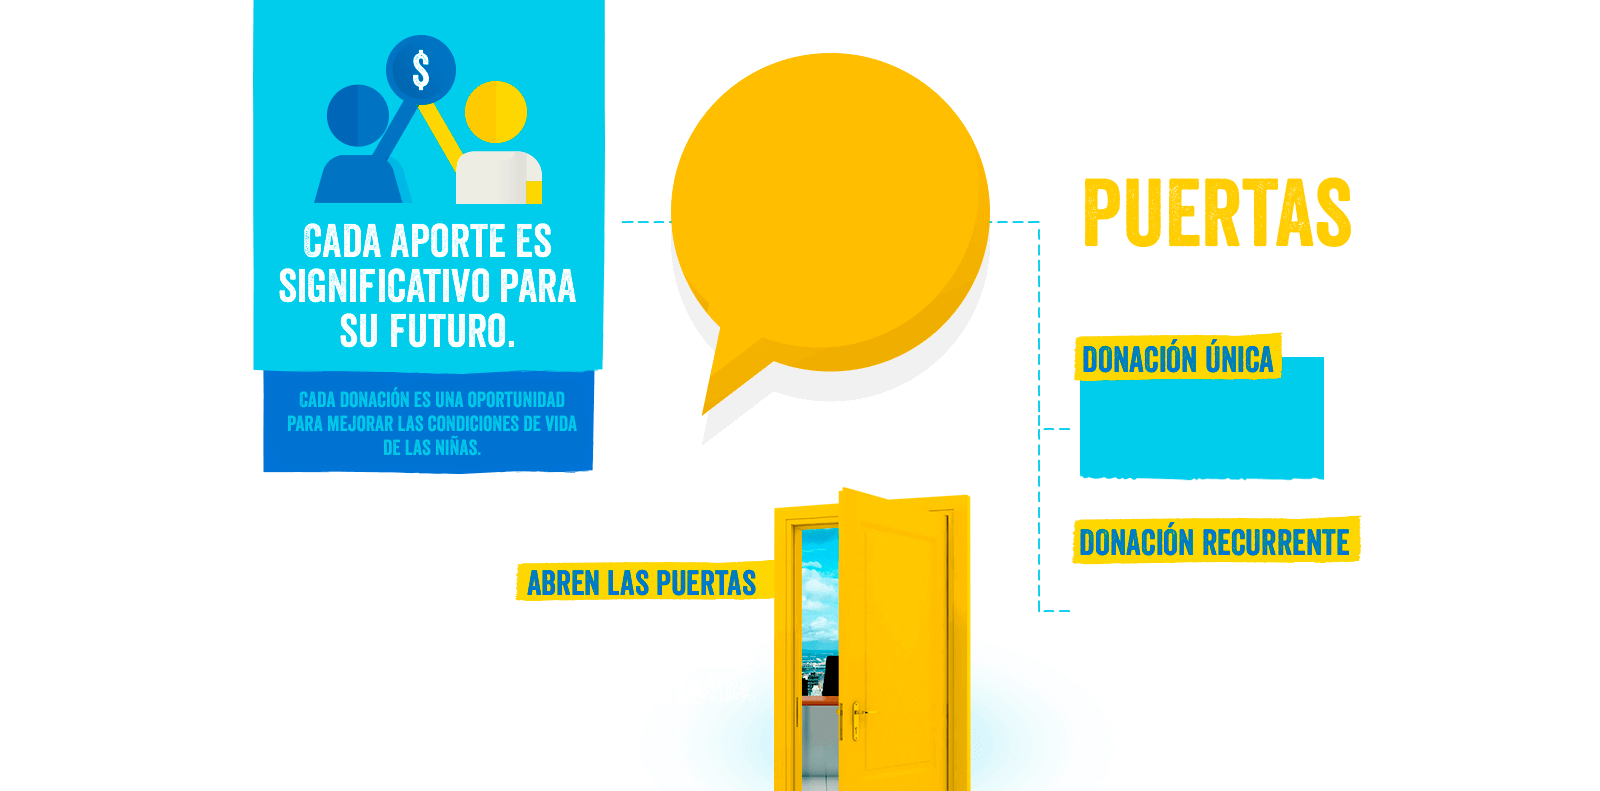 $
CADA APORTE ES
SIGNIFICATIVO PARA
SU FUTURO.
CADA DONACIÓN ES UNA OPORTUNIDAD
PARA MEJORAR LAS CONDICIONES DE VIDA
DE LAS NIÑAS.
PUERTAS
DONACIÓN ÚNICA
DONACIÓN RECURRENTE
ABREN LAS PUERTAS